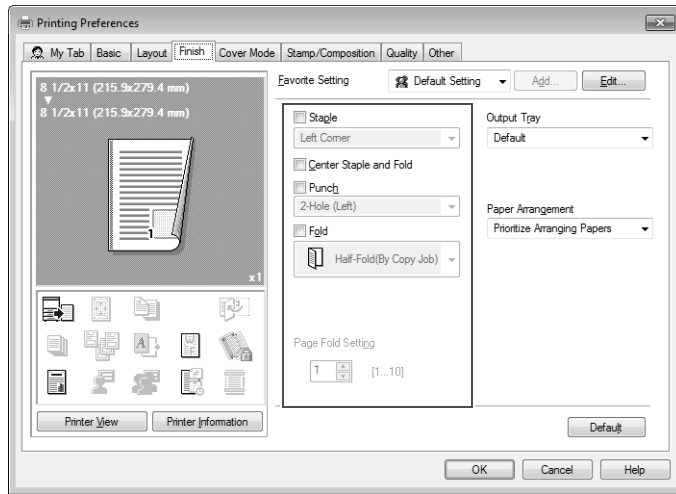 Printing Preferences
My Tab Basic Layout Finish Cover Mode Stamp/Composition Quality Other
8 1/2x11 (215.9x279.4 mm)
8 1/2x11 (215.9x279.4 mm)
1
x1
Printer View Printer Information
Favorite Setting Default Setting Add... Edit...
Staple
Left Corner
Center Staple and Fold
Punch
2-Hole (Left)
Fold
Half-Fold(By Copy Job)
Page Fold Setting
1 [1...10]
Output Tray
Default
Paper Arrangement
Prioritize Arranging Papers
Default
OK Cancel Help